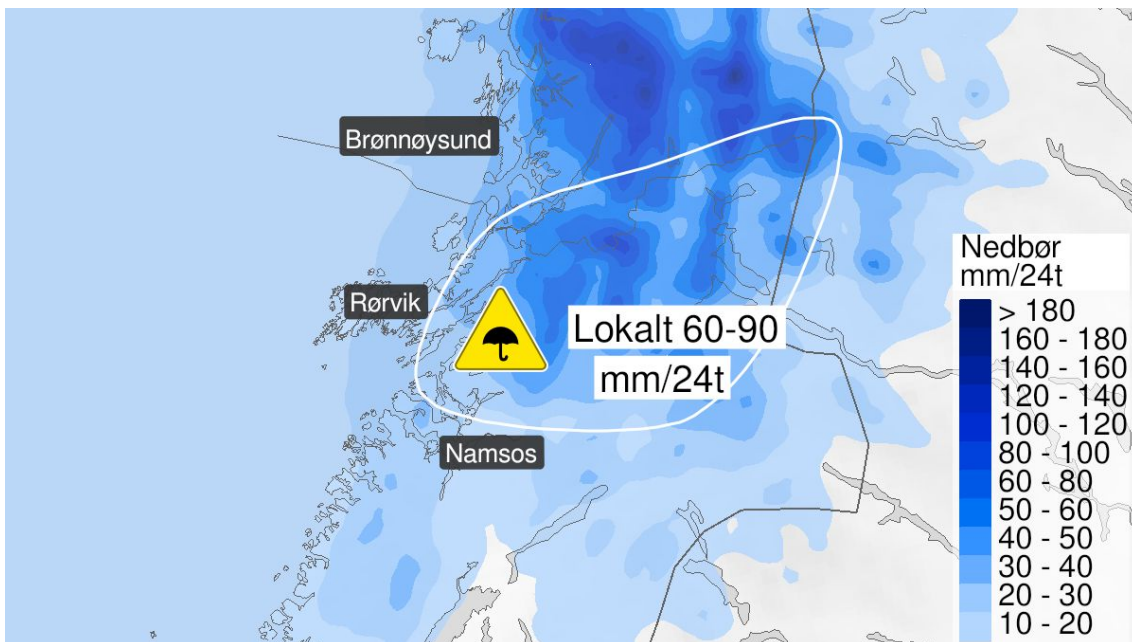 Brønnøysund
Rørvik
Namsos
Lokalt 60-90
mm/24t
Nedbør
mm/24t
> 180
160 - 180
140 - 160
120 - 140
100 - 120
80 - 100
60 - 80
50 - 60
40 - 50
30 - 40
20 - 30
10 - 20